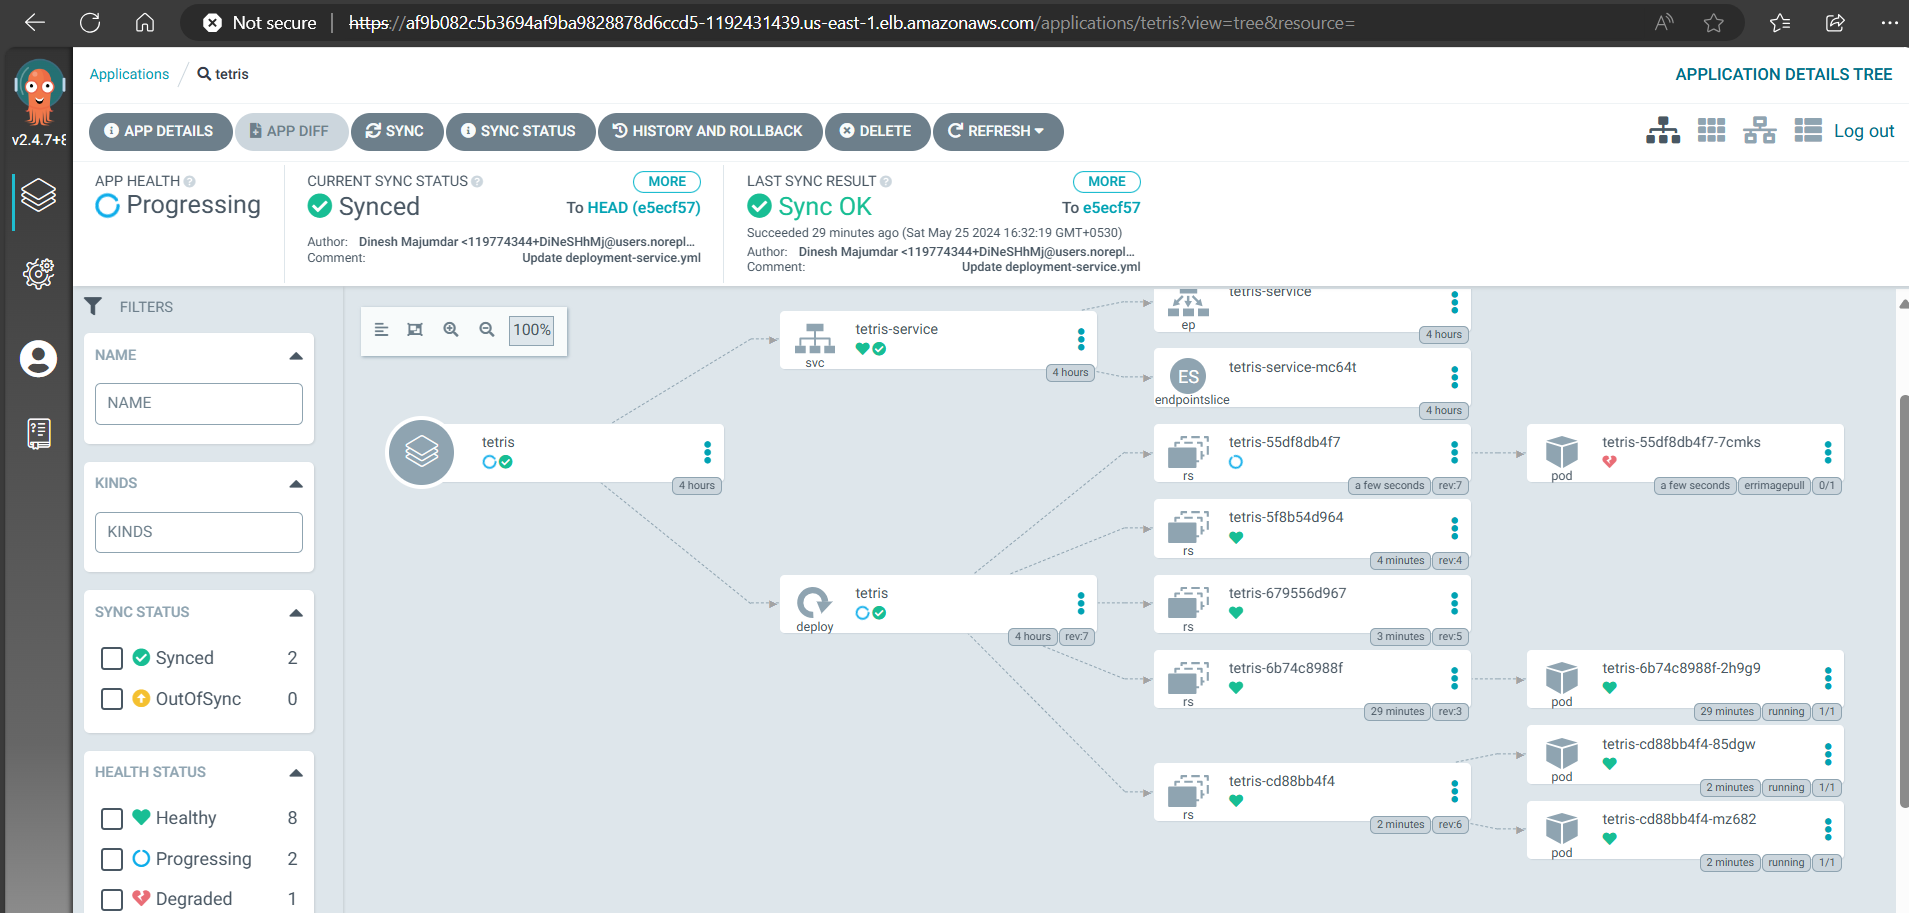 Not secure
https://af9b082c5b3694af9ba9828878d6ccd5-1192431439.us-east-1.elb.amazonaws.com/applications/tetris?view=tree&resource=
v2.4.7+8
Applications / tetris
APPLICATION DETAILS TREE
APP DETAILS
APP DIFF
SYNC
SYNC STATUS
HISTORY AND ROLLBACK
DELETE
REFRESH
Log out
APP HEALTH
Progressing
CURRENT SYNC STATUS
MORE
Synced
To HEAD (e5ecf57)
Author: Dinesh Majumdar <119774344+DiNeSHhMj@users.norepl...
Comment: Update deployment-service.yml
LAST SYNC RESULT
MORE
Sync OK
To e5ecf57
Succeeded 29 minutes ago (Sat May 25 2024 16:32:19 GMT+0530)
Author: Dinesh Majumdar <119774344+DiNeSHhMj@users.norepl...
Comment: Update deployment-service.yml
FILTERS
NAME
NAME
KINDS
KINDS
SYNC STATUS
Synced 2
OutOfSync 0
HEALTH STATUS
Healthy 8
Progressing 2
Degraded 1
100%
tetris
4 hours
tetris-service
svc
4 hours
tetris
deploy
4 hours
rev:7
tetris-service
ep
4 hours
ES
tetris-service-mc64t
endpointslice
4 hours
tetris-55df8db4f7
rs
a few seconds
rev:7
tetris-5f8b54d964
rs
4 minutes
rev:4
tetris-679556d967
rs
3 minutes
rev:5
tetris-6b74c8988f
rs
29 minutes
rev:3
tetris-cd88bb4f4
rs
2 minutes
rev:6
tetris-55df8db4f7-7cmks
pod
a few seconds
errimagepull
0/1
tetris-6b74c8988f-2h9g9
pod
29 minutes
running
1/1
tetris-cd88bb4f4-85dgw
pod
2 minutes
running
1/1
tetris-cd88bb4f4-mz682
pod
2 minutes
running
1/1